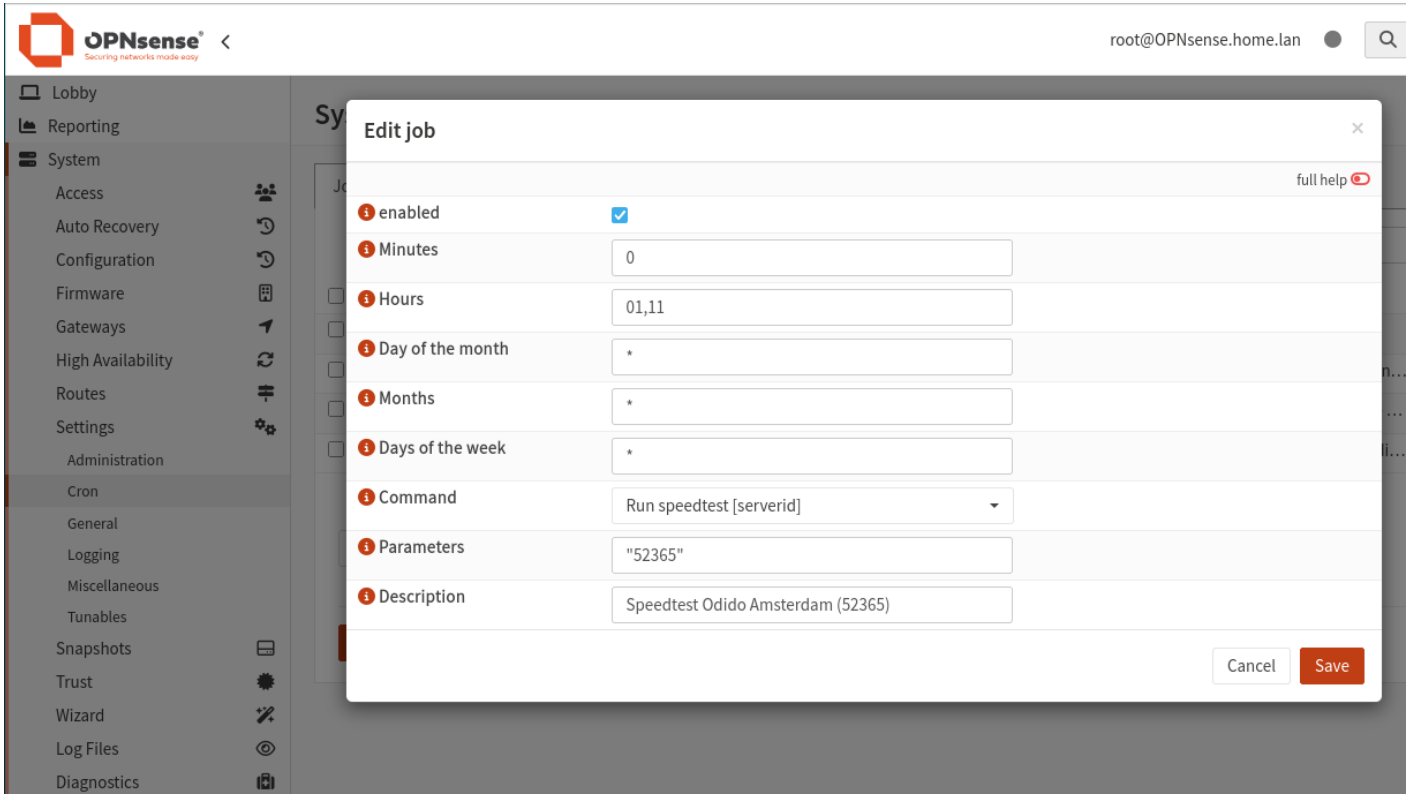 OPNsense®
Securing networks made easy
root@OPNsense.home.lan
Lobby
Reporting
System
Access
Auto Recovery
Configuration
Firmware
Gateways
High Availability
Routes
Settings
Administration
Cron
General
Logging
Miscellaneous
Tunables
Snapshots
Trust
Wizard
Log Files
Diagnostics
Sy
Jo
Edit job
×
full help
enabled
Minutes
0
Hours
01,11
Day of the month
*
Months
*
Days of the week
*
Command
Run speedtest [serverid]
Parameters
"52365"
Description
Speedtest Odido Amsterdam (52365)
Cancel
Save